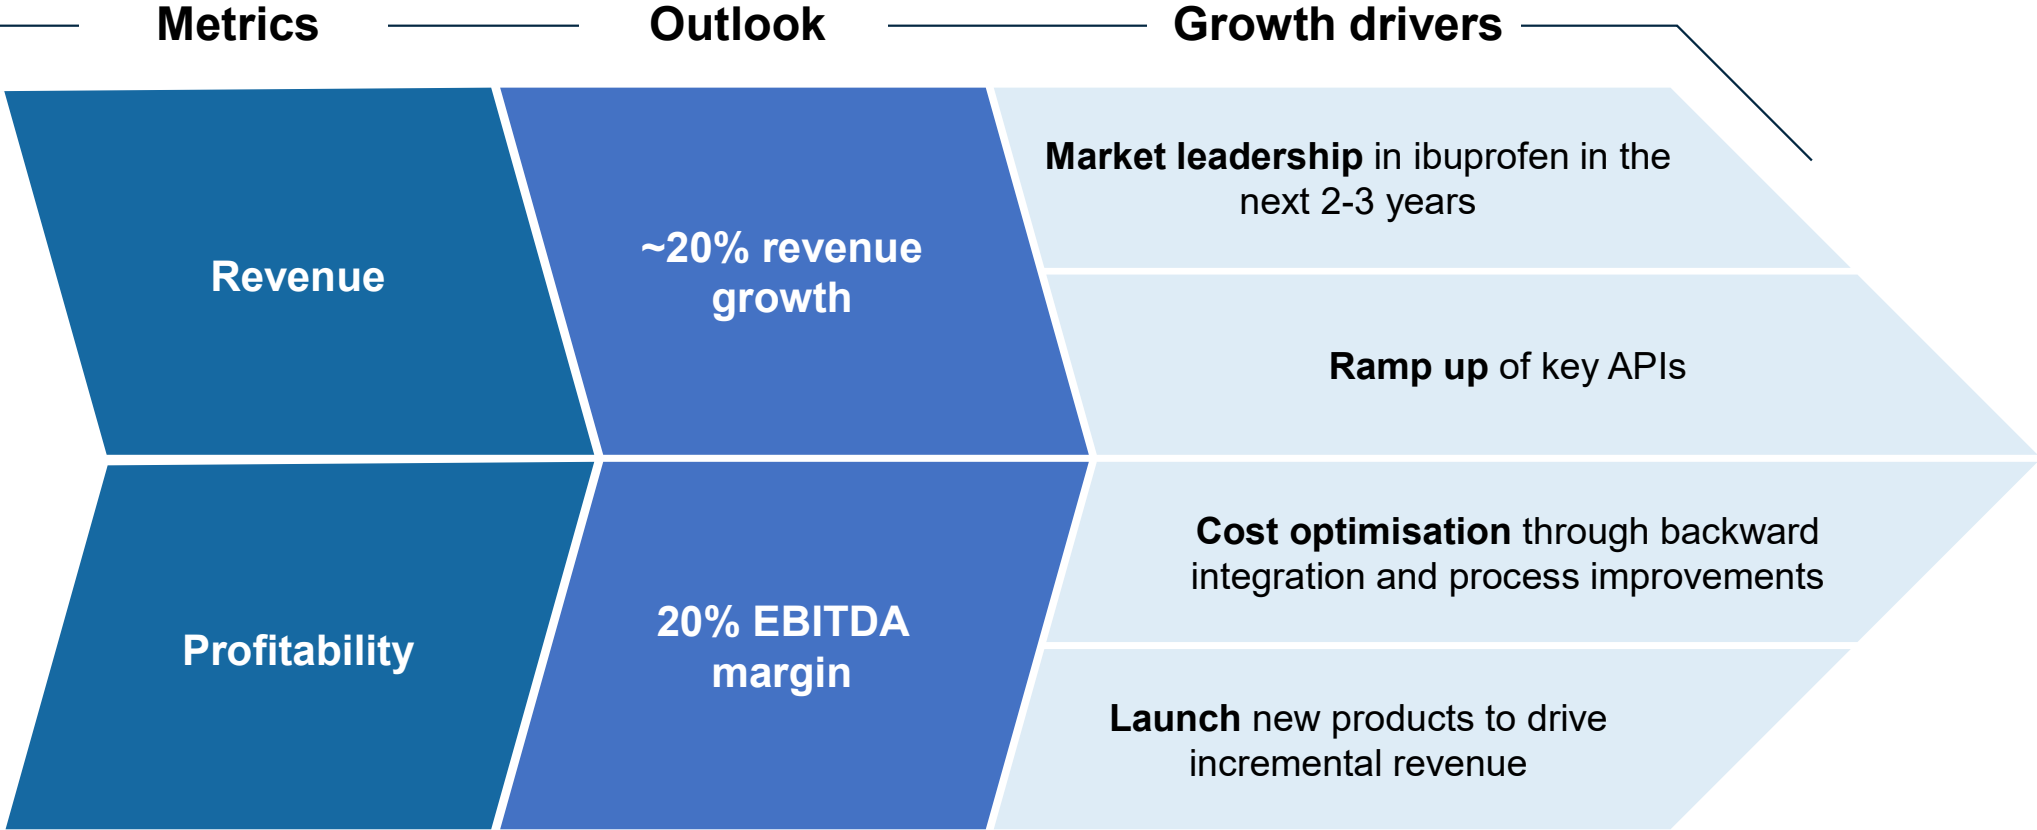 Metrics
Outlook
Growth drivers
Revenue
~20% revenue
growth
Market leadership in ibuprofen in the
next 2-3 years
Ramp up of key APIs
Profitability
20% EBITDA
margin
Cost optimisation through backward
integration and process improvements
Launch new products to drive
incremental revenue